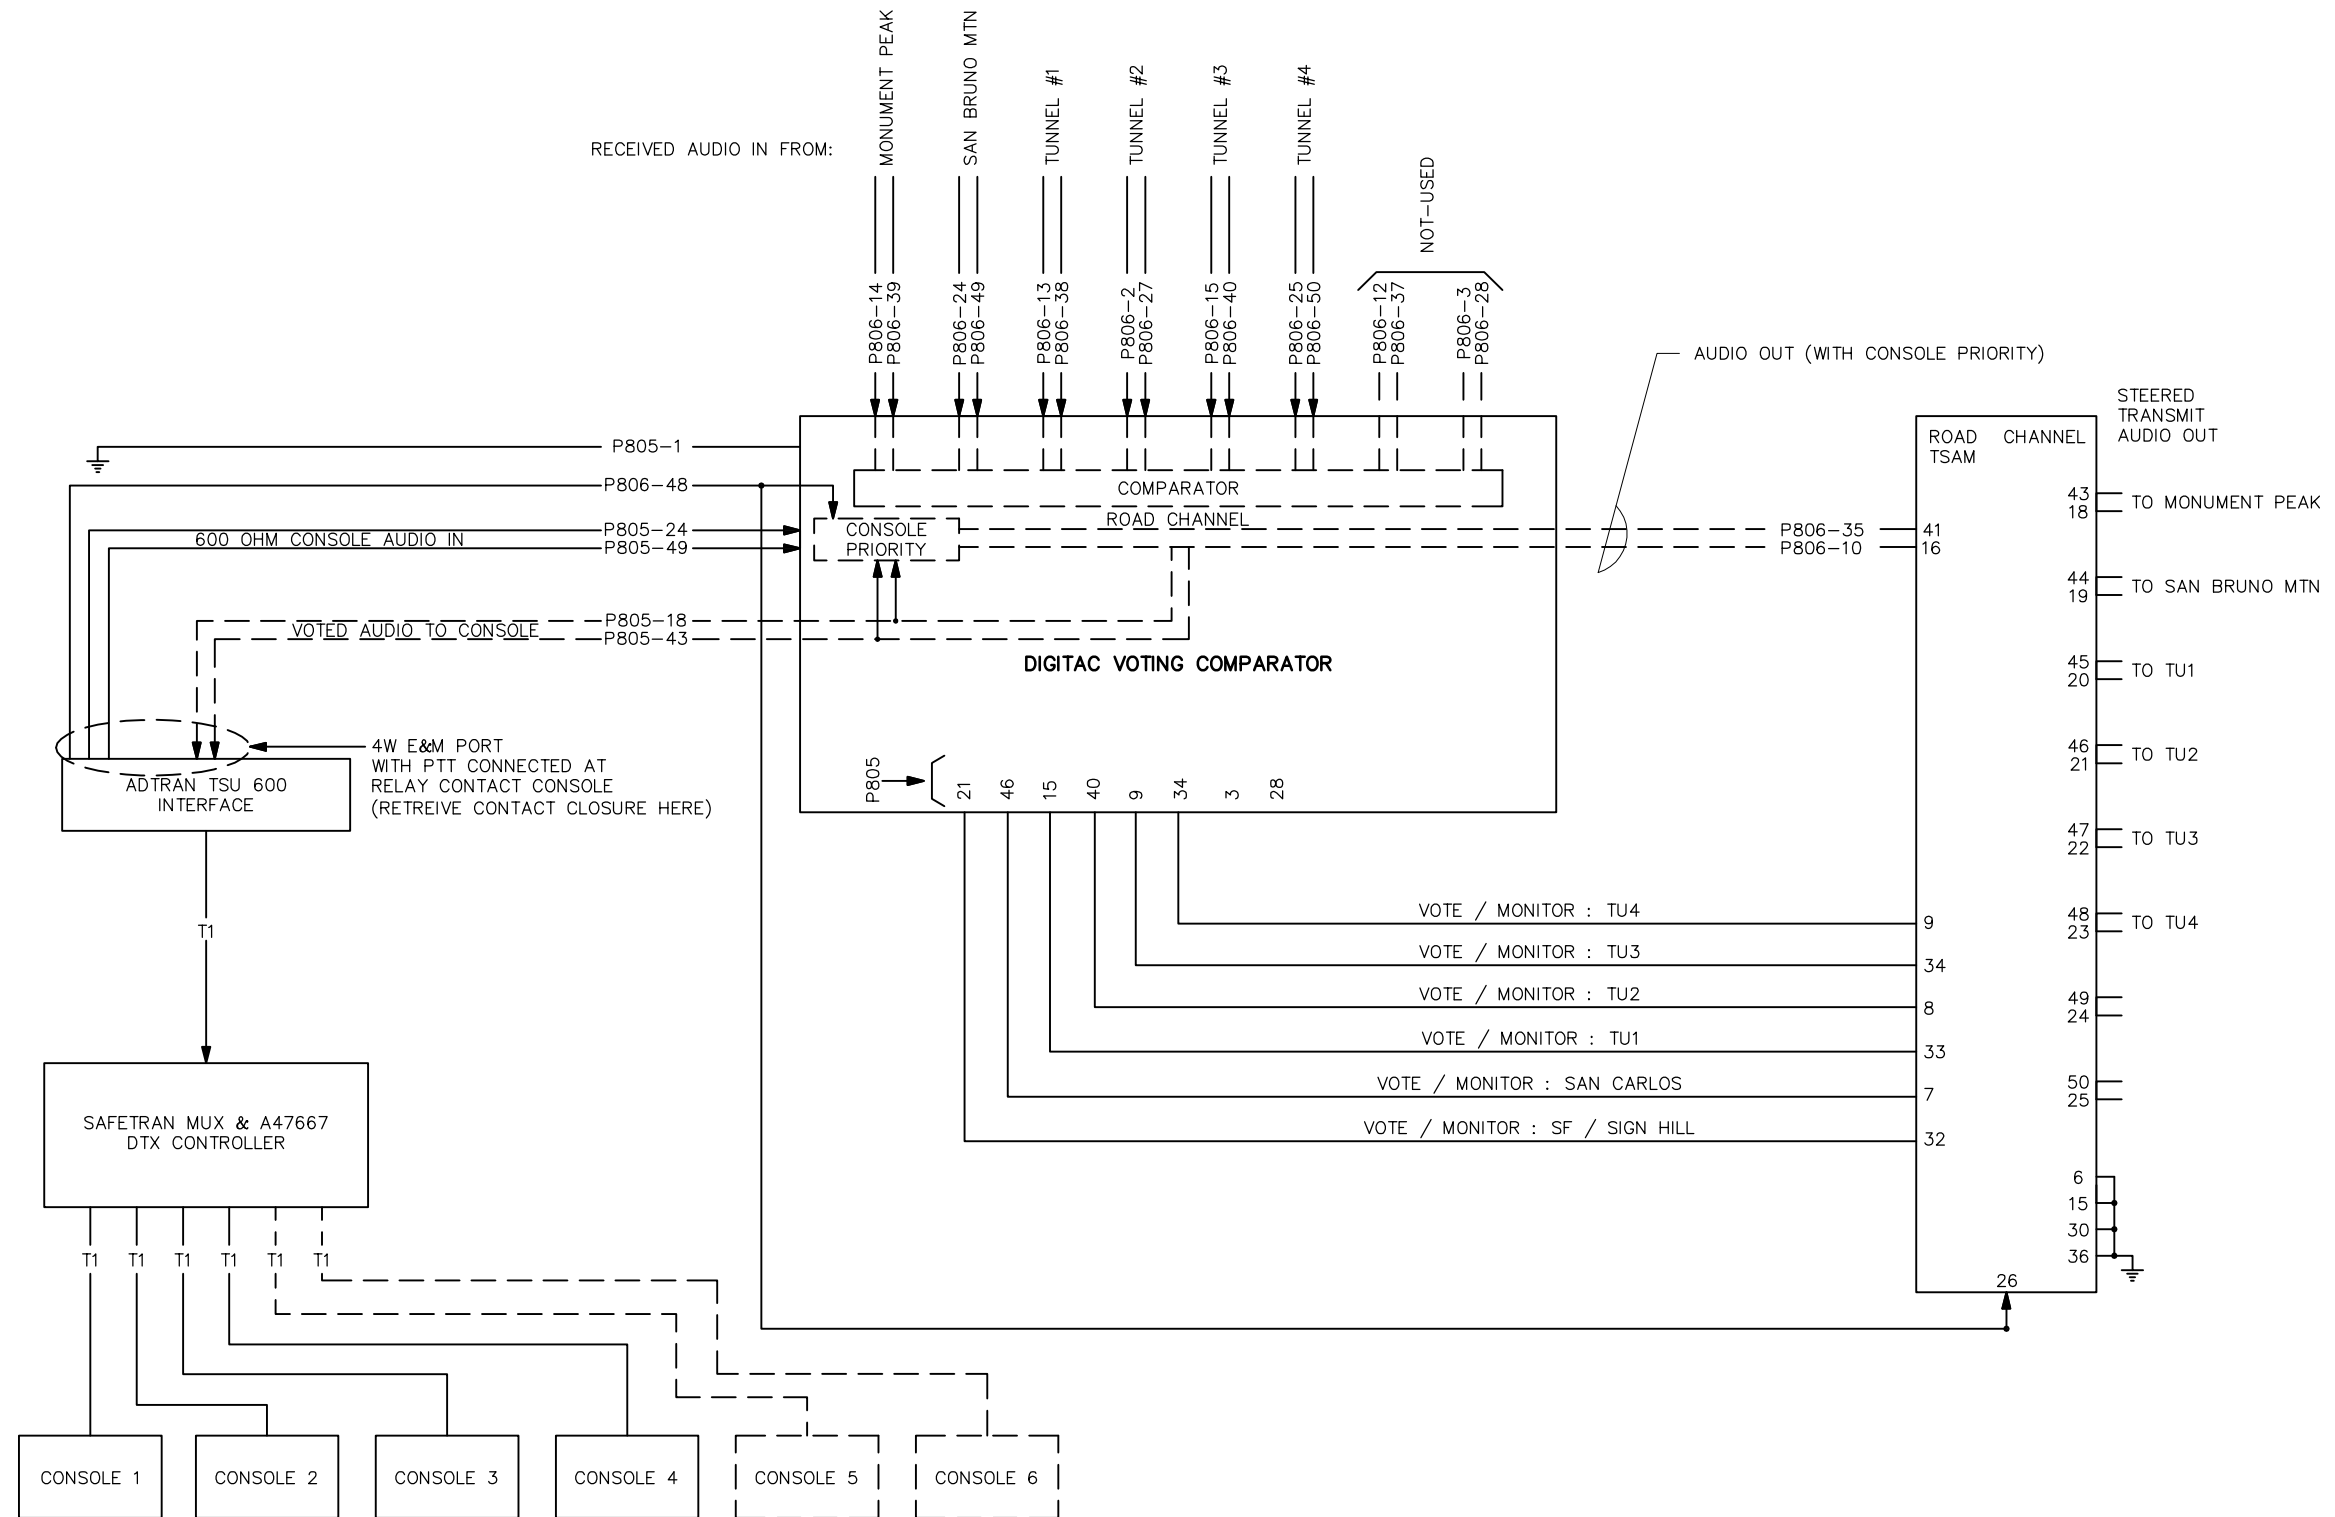 RECEIVED AUDIO IN FROM:
MONUMENT PEAK
SAN BRUNO MTN
TUNNEL #1
TUNNEL #2
TUNNEL #3
TUNNEL #4
NOT-USED
P806-14
P806-39
P806-24
P806-49
P806-13
P806-38
P806-2
P806-27
P806-15
P806-40
P806-25
P806-50
P806-12
P806-37
P806-3
P806-28
AUDIO OUT (WITH CONSOLE PRIORITY)
P805-1
P806-48
P805-24
600 OHM CONSOLE AUDIO IN
P805-49
P805-18
VOTED AUDIO TO CONSOLE
P805-43
COMPARATOR
CONSOLE
PRIORITY
ROAD CHANNEL
P806-35
P806-10
DIGITAC VOTING COMPARATOR
P805
21
46
15
40
9
34
3
28
4W E&M PORT
WITH PTT CONNECTED AT
RELAY CONTACT CONSOLE
(RETREIVE CONTACT CLOSURE HERE)
ADTRAN TSU 600
INTERFACE
T1
SAFETRAN MUX & A47667
DTX CONTROLLER
T1
T1
T1
T1
T1
T1
CONSOLE 1
CONSOLE 2
CONSOLE 3
CONSOLE 4
CONSOLE 5
CONSOLE 6
VOTE / MONITOR : TU4
VOTE / MONITOR : TU3
VOTE / MONITOR : TU2
VOTE / MONITOR : TU1
VOTE / MONITOR : SAN CARLOS
VOTE / MONITOR : SF / SIGN HILL
STEERED
TRANSMIT
AUDIO OUT
ROAD CHANNEL
TSAM
41
16
9
34
8
33
7
32
26
43
18
TO MONUMENT PEAK
44
19
TO SAN BRUNO MTN
45
20
TO TU1
46
21
TO TU2
47
22
TO TU3
48
23
TO TU4
49
24
50
25
6
15
30
36